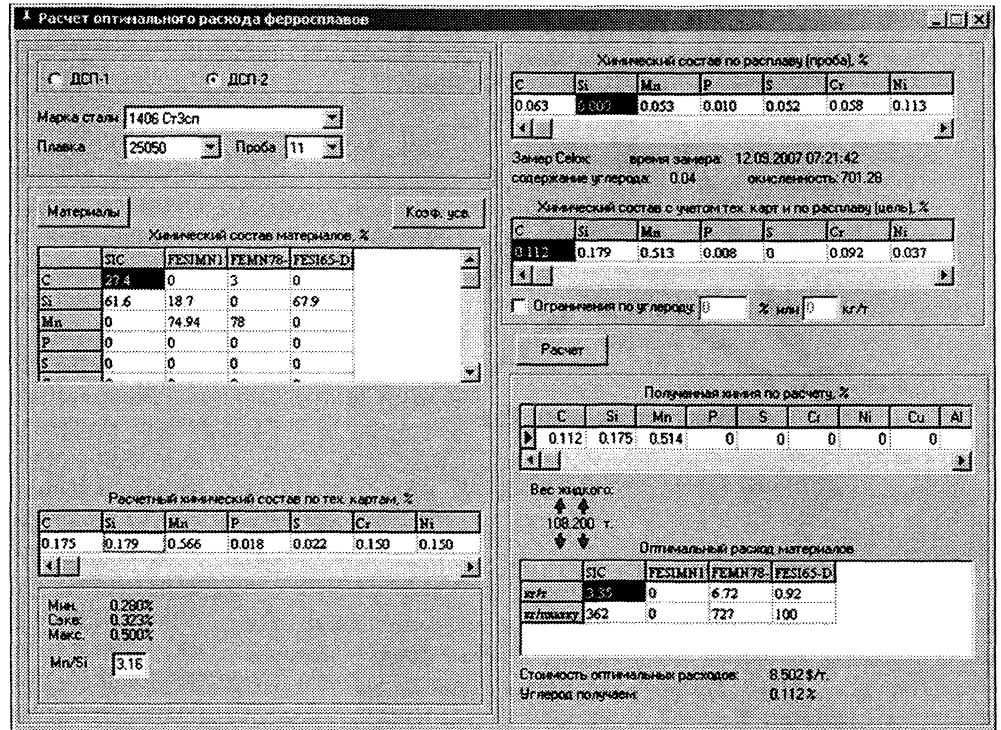 Расчет оптимального расхода ферросплавов
ДСП-1 ДСП-2
Марка стали 1406 Ст3сп
Плавка 25050 Проба 11
Материалы Коэф. усв.
Химический состав материалов, %
SIC FESIMN1 FEMN78- FESI65-D
C 27.4 0 3 0
Si 61.6 18.7 0 67.9
Mn 0 74.94 78 0
P 0 0 0 0
S 0 0 0 0
Расчетный химический состав по тех. картам, %
C Si Mn P S Cr Ni
0.175 0.179 0.566 0.018 0.022 0.150 0.150
Мин. 0.280%
Сэкв. 0.323%
Макс. 0.500%
Mn/Si 3.16
Химический состав по расплаву (проба), %
C Si Mn P S Cr Ni
0.063 0.053 0.010 0.052 0.058 0.113
Замер Celox: время замера: 12.09.2007 07:21:42
содержание углерода: 0.04 окисленность: 701.28
Химический состав с учетом тех. карт и по расплаву (цель), %
C Si Mn P S Cr Ni
0.112 0.179 0.513 0.008 0 0.092 0.037
Ограничения по углероду: 0 % или 0 кг/т
Расчет
Полученная химия по расчету, %
C Si Mn P S Cr Ni Cu Al
0.112 0.175 0.514 0 0 0 0 0
Вес жидкого:
108.200 т.
Оптимальный расход материалов
SIC FESIMN1 FEMN78- FESI65-D
кг/т 3.35 0 6.72 0.92
кг/плавку 362 0 727 100
Стоимость оптимальных расходов: 8.502 $/т.
Углерод получаем: 0.112 %